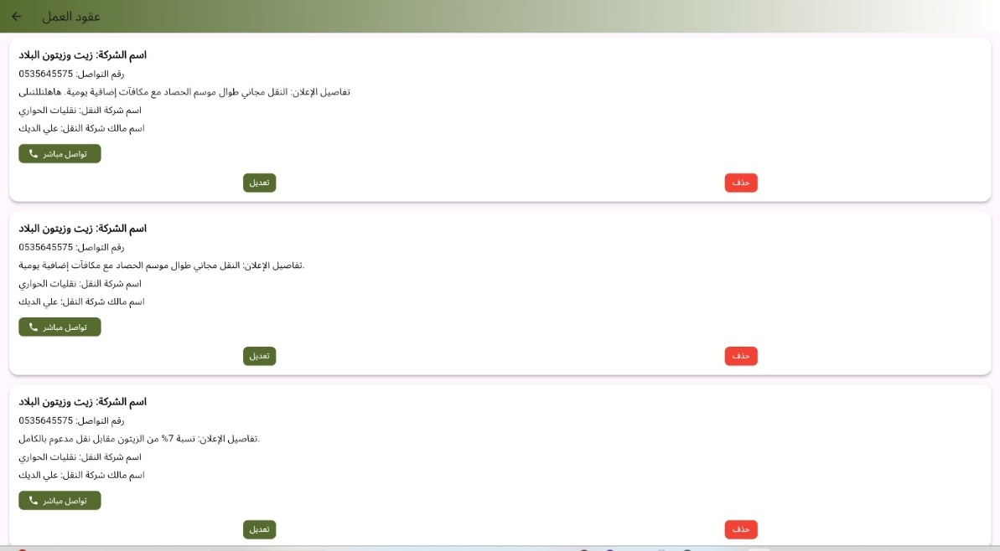 عقود العمل
اسم الشركة: زيت وزيتون البلاد
رقم التواصل: 0535645575
تفاصيل الإعلان: النقل مجاني طوال موسم الحصاد مع مكافآت إضافية يومية. هاهلنللتنلى
اسم شركة النقل: نقليات الحواري
اسم مالك شركة النقل: علي الديك
تواصل مباشر
تعديل
حذف
اسم الشركة: زيت وزيتون البلاد
رقم التواصل: 0535645575
تفاصيل الإعلان: النقل مجاني طوال موسم الحصاد مع مكافآت إضافية يومية.
اسم شركة النقل: نقليات الحواري
اسم مالك شركة النقل: علي الديك
تواصل مباشر
تعديل
حذف
اسم الشركة: زيت وزيتون البلاد
رقم التواصل: 0535645575
تفاصيل الإعلان: نسبة 7% من الزيتون مقابل نقل مدعوم بالكامل.
اسم شركة النقل: نقليات الحواري
اسم مالك شركة النقل: علي الديك
تواصل مباشر
تعديل
حذف